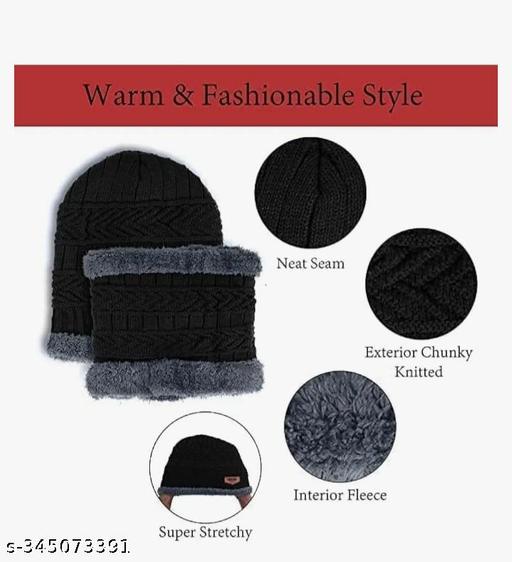 Warm & Fashionable Style
Neat Seam
Exterior Chunky
Knitted
Interior Fleece
Super Stretchy
s-345073391